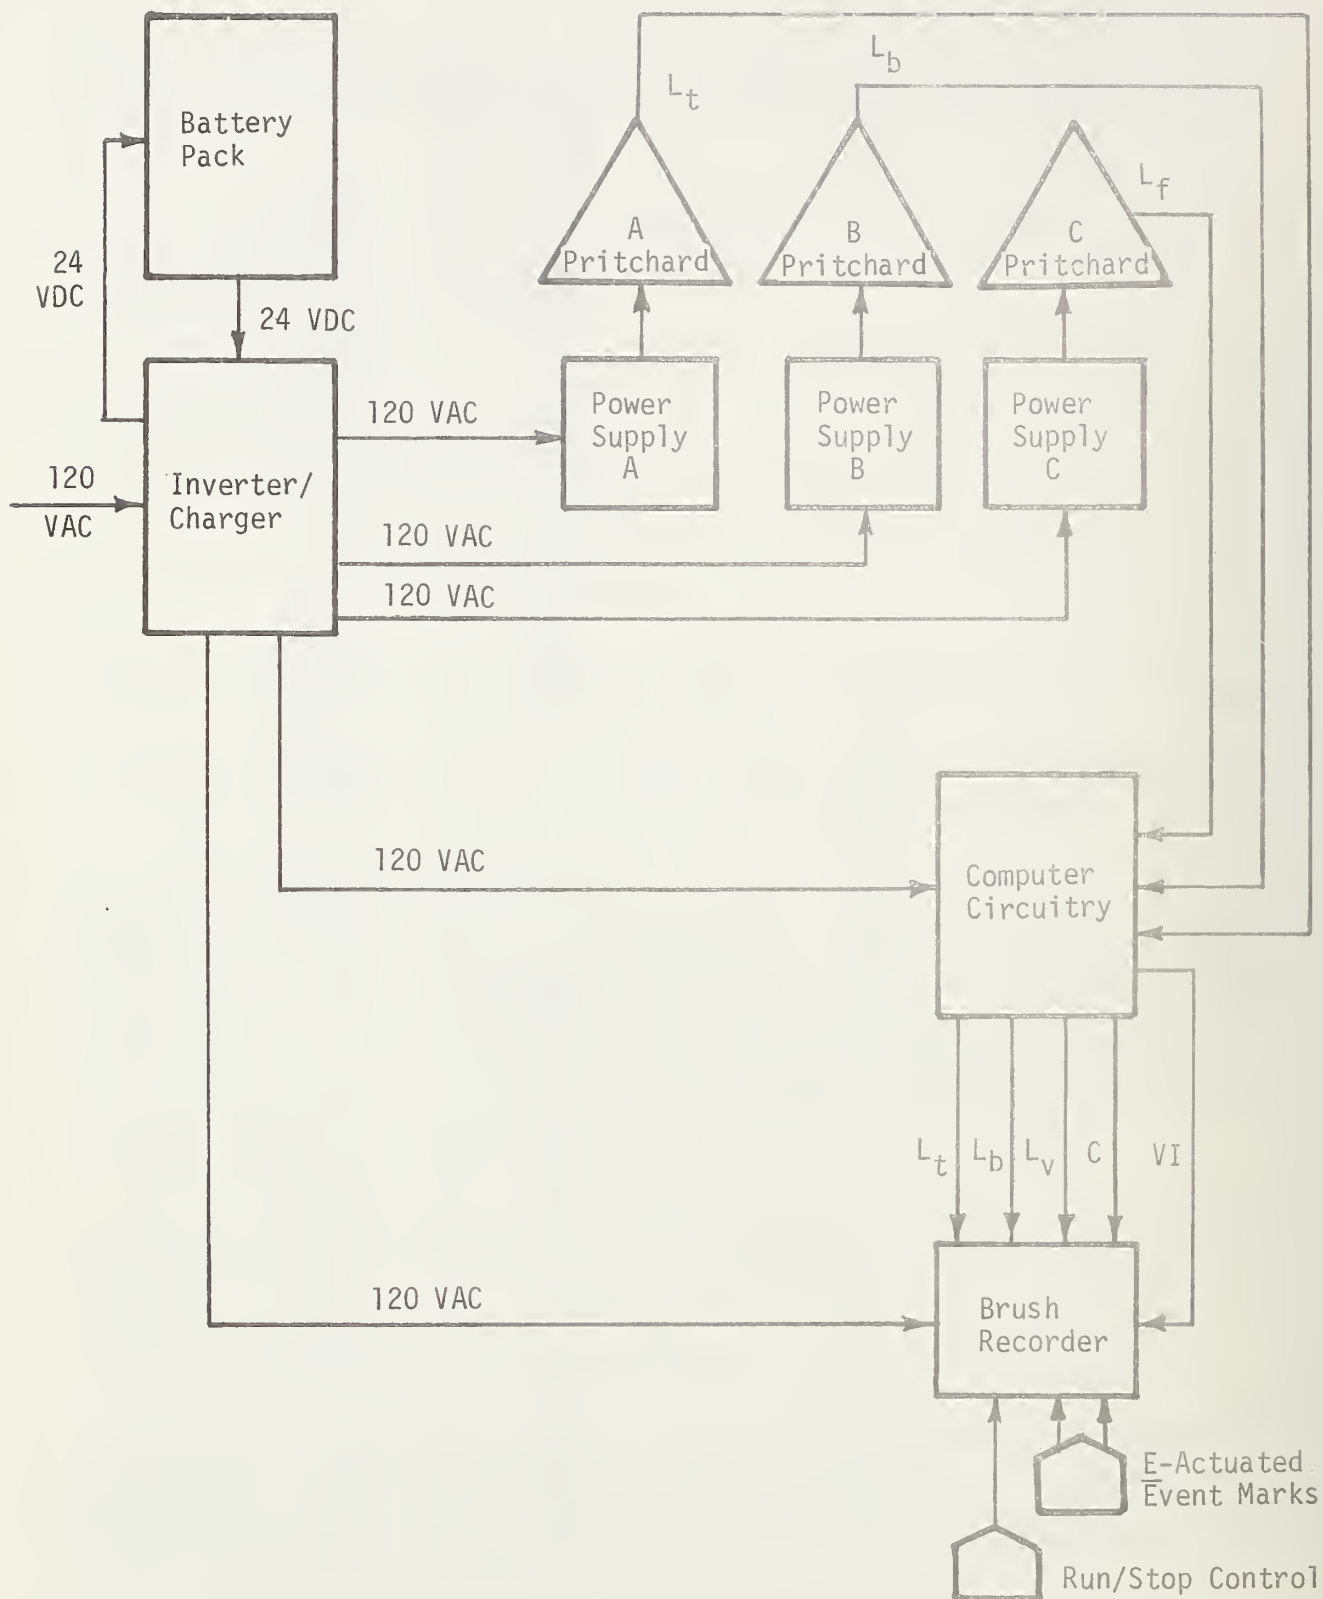 L_b
L_t
Battery
Pack
L_f
A
Pritchard
B
Pritchard
C
Pritchard
24
VDC
24 VDC
120 VAC
Power
Supply
A
Power
Supply
B
Power
Supply
C
120
VAC
Inverter/
Charger
120 VAC
120 VAC
120 VAC
Computer
Circuitry
L_t
L_b
L_v
C
VI
120 VAC
Brush
Recorder
E-Actuated
Event Marks
Run/Stop Control